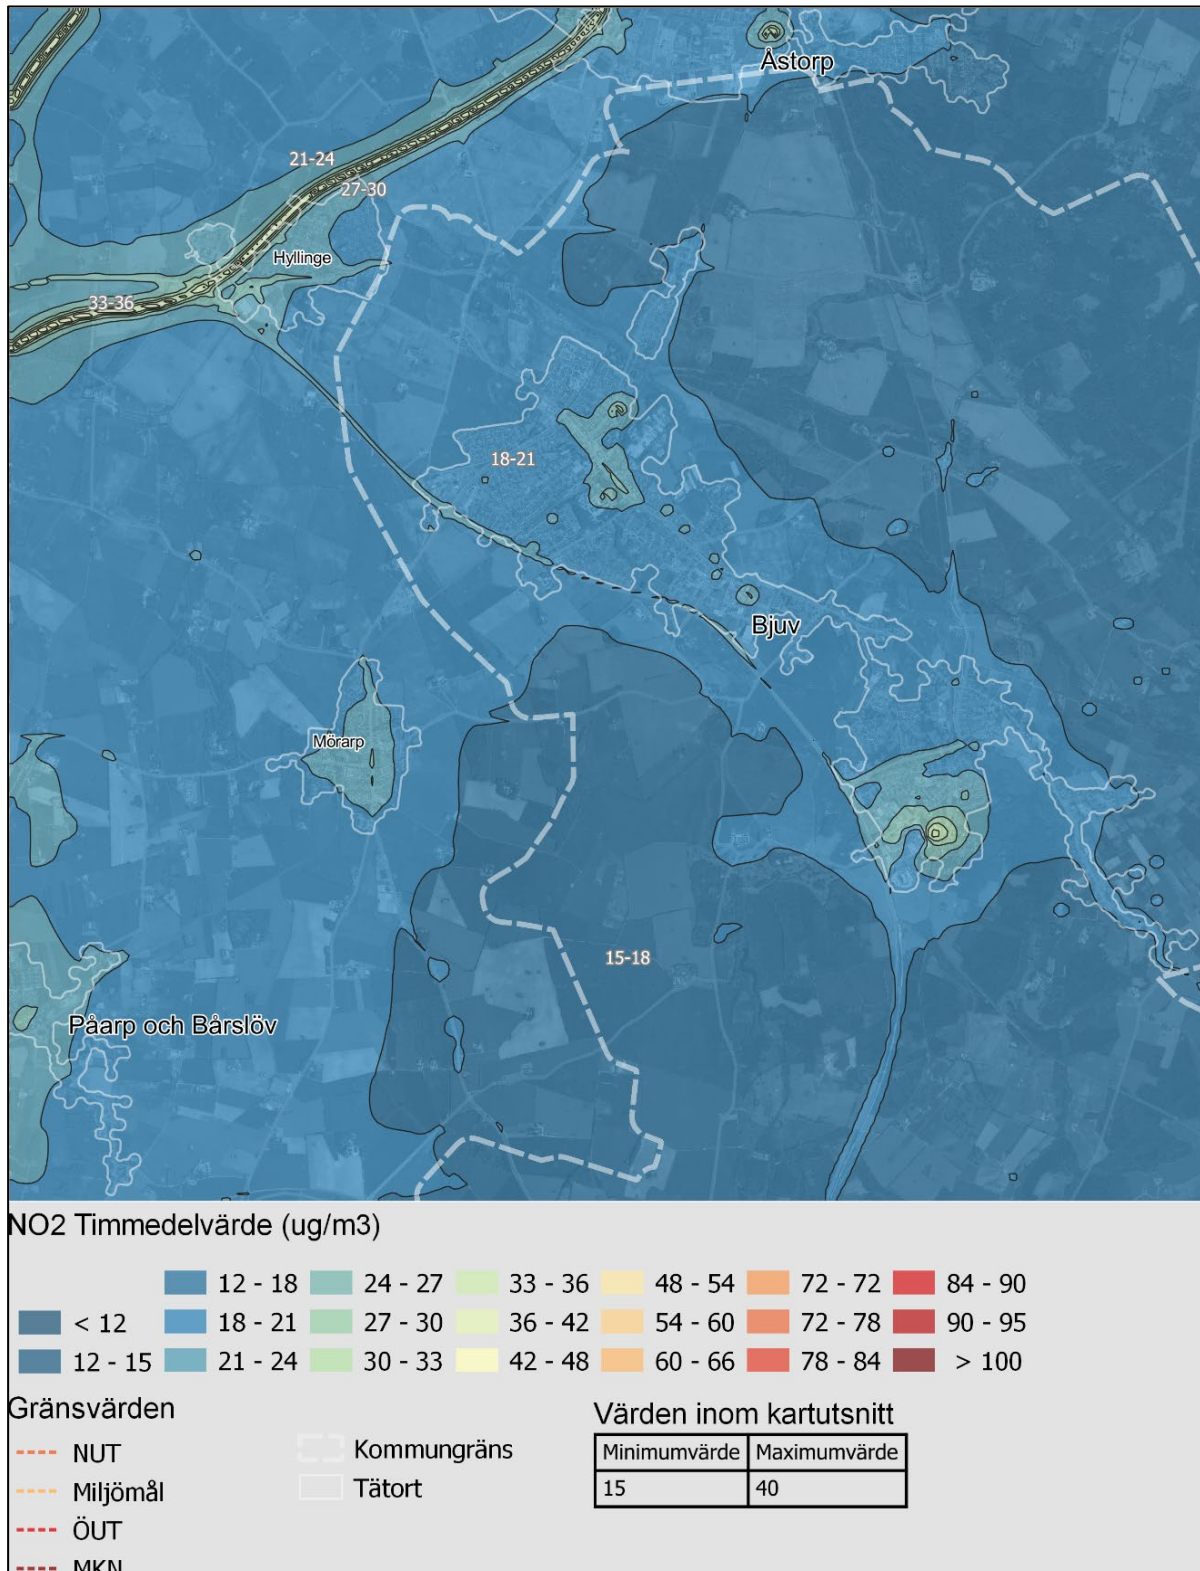 Åstorp
21-24
27-30
Hyllinge
33-36
18-21
Bjuv
Mörarp
15-18
Påarp och Bårslöv
NO2 Timmedelvärde (ug/m3)
12 - 18 24 - 27 33 - 36 48 - 54 72 - 72 84 - 90
< 12 18 - 21 27 - 30 36 - 42 54 - 60 72 - 78 90 - 95
12 - 15 21 - 24 30 - 33 42 - 48 60 - 66 78 - 84 > 100
Gränsvärden
NUT
Miljömål
ÖUT
MKN
Kommungräns
Tätort
Värden inom kartutsnitt
Minimumvärde Maximumvärde
15 40